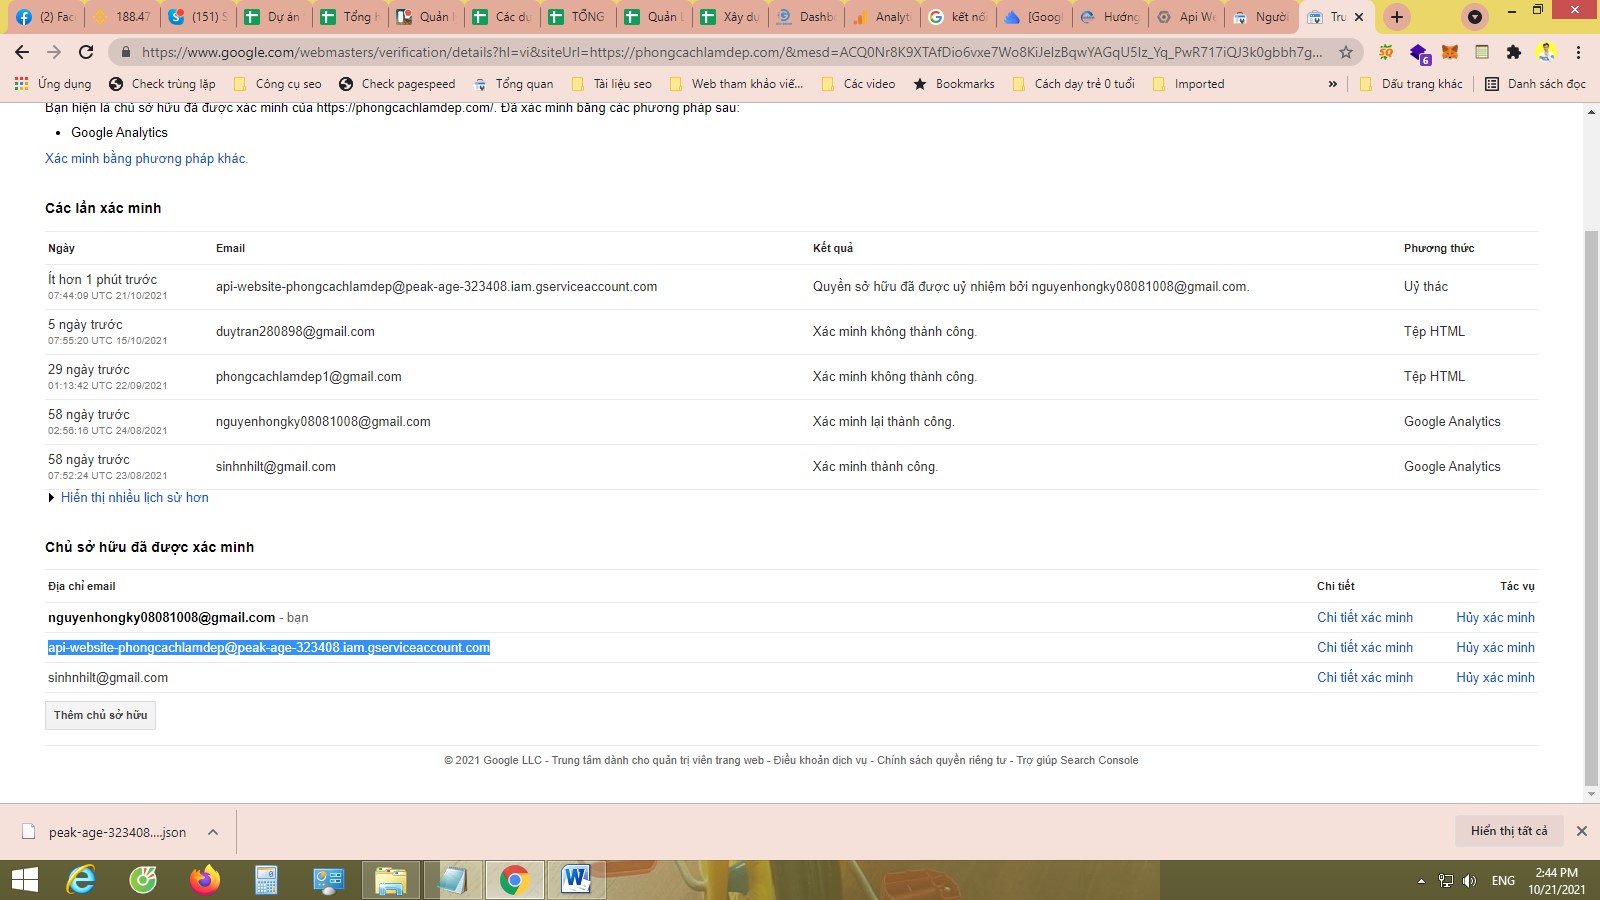 (2) Fac
188.47
(151) S
Dự án
Tổng h
Quản l
Các dự
TỔNG
Quản L
Xây dự
Dashb
Analyti
kết nối
[Googl
Hướng
Api We
Người
Tru
https://www.google.com/webmasters/verification/details?hl=vi&siteUrl=https://phongcachlamdep.com/&mesd=
6
Ứng dụng
Check trùng lặp
Công cụ seo
Check pagespeed
Tổng quan
Tài liệu seo
Web tham khảo viế...
Các video
Bookmarks
Cách dạy trẻ 0 tuổi
Imported
»
Dấu trang khác
Danh sách đọc
Bạn hiện là chủ sở hữu đã được xác minh của https://phongcachlamdep.com/. Đã xác minh bằng các phương pháp sau:
• Google Analytics
Xác minh bằng phương pháp khác.
Các lần xác minh
Ngày Email Kết quả Phương thức
Ít hơn 1 phút trước
07:44:09 UTC 21/10/2021
api-website-phongcachlamdep@peak-age-323408.iam.gserviceaccount.com Quyền sở hữu đã được uỷ nhiệm bởi nguyenhongky08081008@gmail.com. Uỷ thác
5 ngày trước
07:55:20 UTC 15/10/2021
duytran280898@gmail.com Xác minh không thành công. Tệp HTML
29 ngày trước
01:13:42 UTC 22/09/2021
phongcachlamdep1@gmail.com Xác minh không thành công. Tệp HTML
58 ngày trước
02:56:16 UTC 24/08/2021
nguyenhongky08081008@gmail.com Xác minh lại thành công. Google Analytics
58 ngày trước
07:52:24 UTC 23/08/2021
sinhnhilt@gmail.com Xác minh thành công. Google Analytics
Hiển thị nhiều lịch sử hơn
Chủ sở hữu đã được xác minh
Địa chỉ email Chi tiết Tác vụ
nguyenhongky08081008@gmail.com - bạn Chi tiết xác minh Hủy xác minh
api-website-phongcachlamdep@peak-age-323408.iam.gserviceaccount.com Chi tiết xác minh Hủy xác minh
sinhnhilt@gmail.com Chi tiết xác minh Hủy xác minh
Thêm chủ sở hữu
© 2021 Google LLC - Trung tâm dành cho quản trị viên trang web - Điều khoản dịch vụ - Chính sách quyền riêng tư - Trợ giúp Search Console
peak-age-323408....json
Hiển thị tất cả
ENG
2:44 PM
10/21/2021